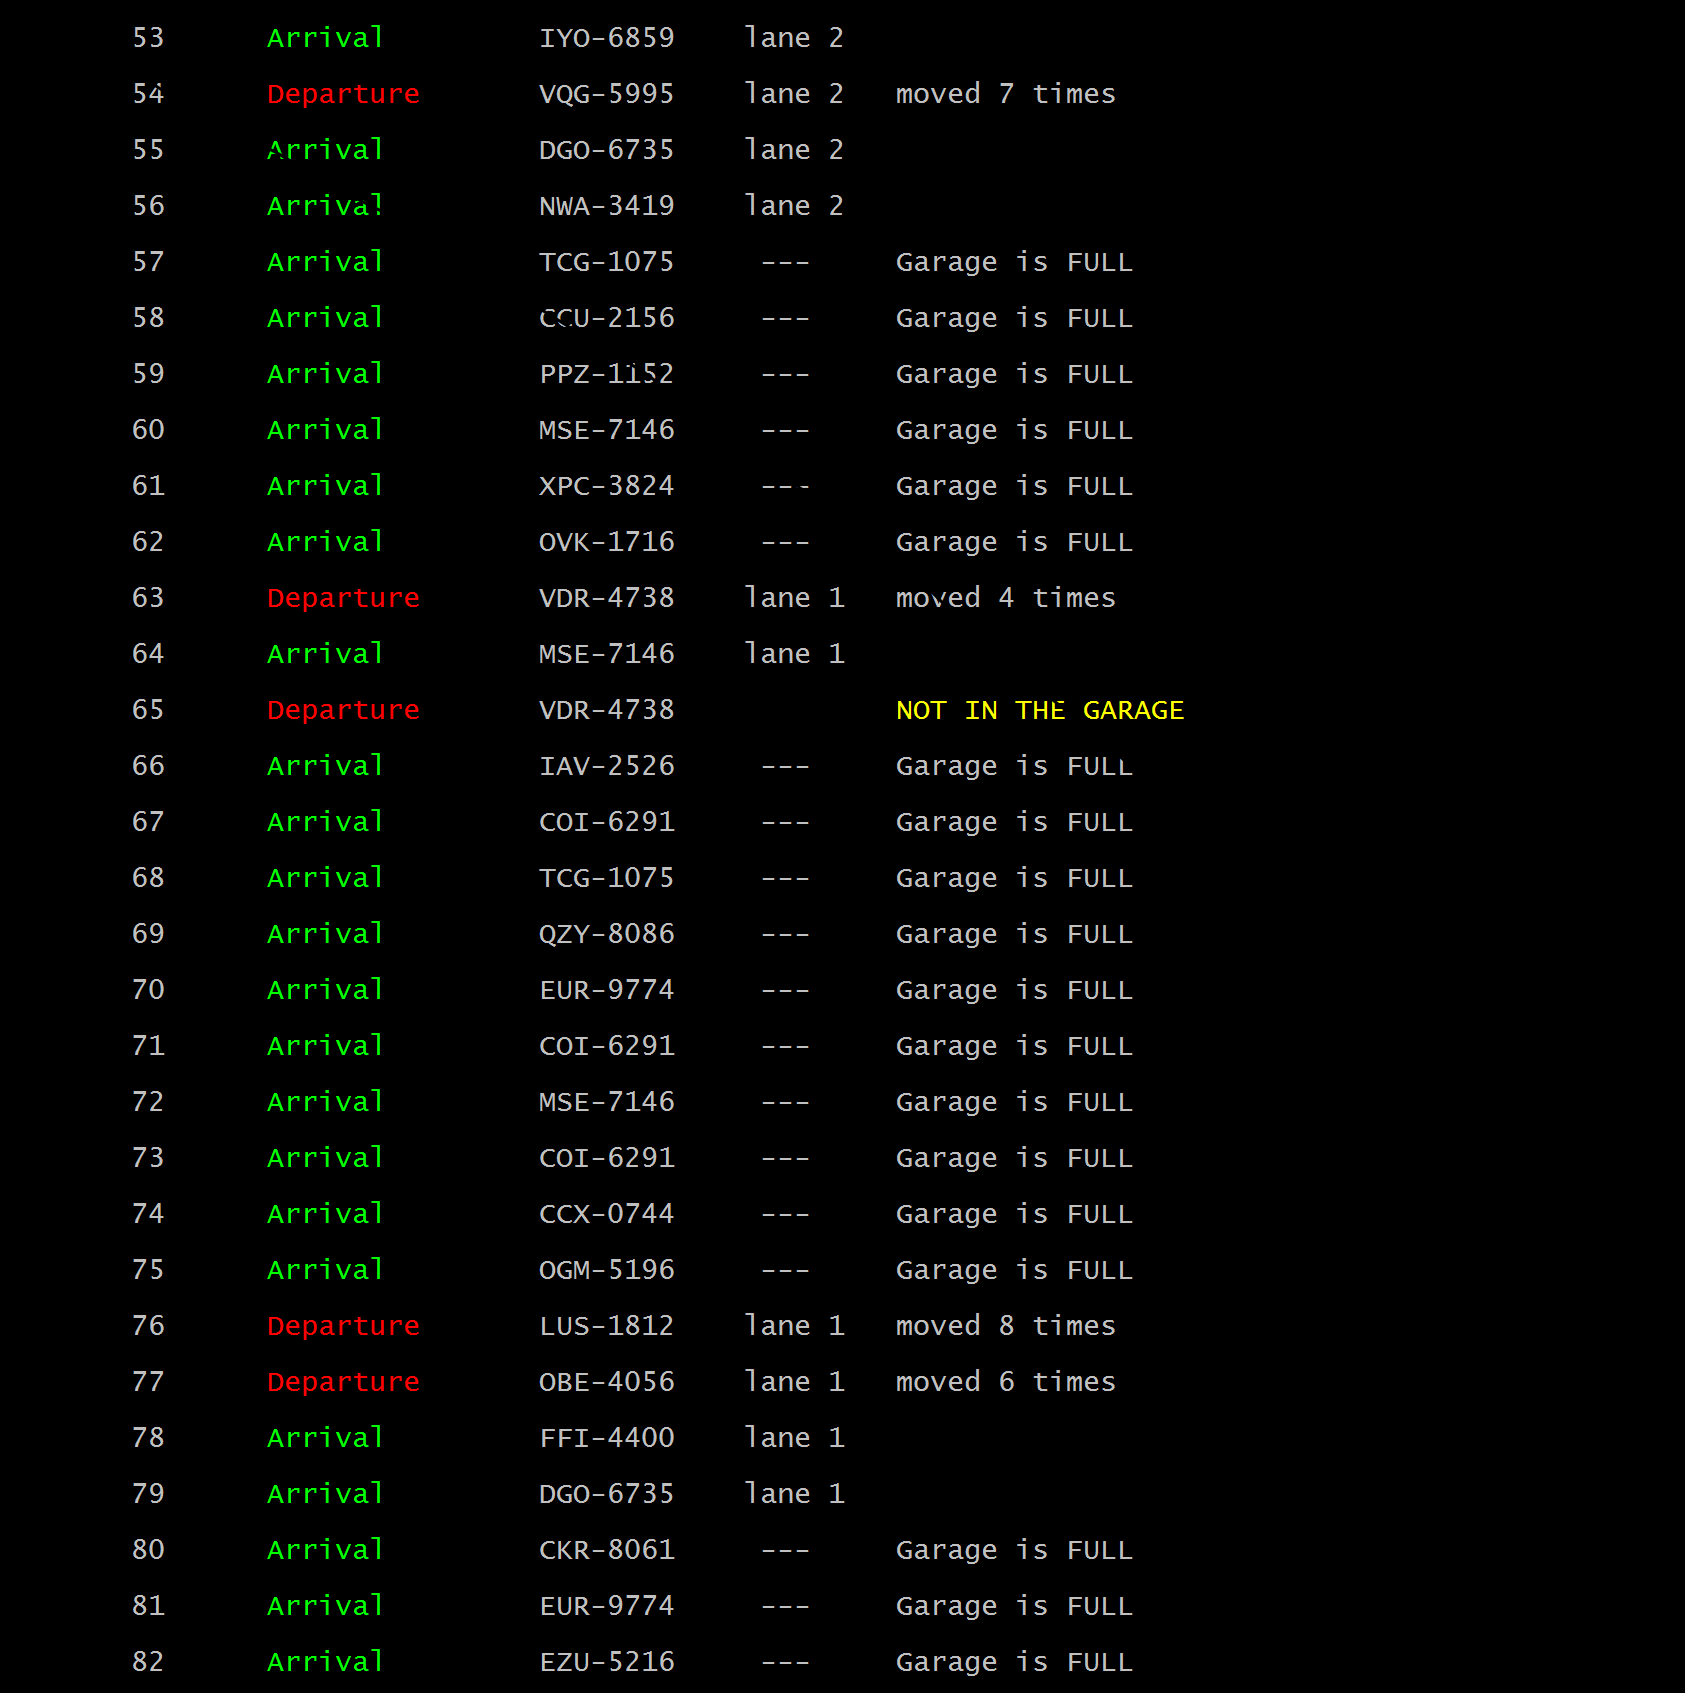 53 Arrival IYO-6859 lane 2
54 Departure VQG-5995 lane 2 moved 7 times
55 Arrival DGO-6735 lane 2
56 Arrival NWA-3419 lane 2
57 Arrival TCG-1075 --- Garage is FULL
58 Arrival CCU-2156 --- Garage is FULL
59 Arrival PPZ-1152 --- Garage is FULL
60 Arrival MSE-7146 --- Garage is FULL
61 Arrival XPC-3824 --- Garage is FULL
62 Arrival OVK-1716 --- Garage is FULL
63 Departure VDR-4738 lane 1 moved 4 times
64 Arrival MSE-7146 lane 1
65 Departure VDR-4738 NOT IN THE GARAGE
66 Arrival IAV-2526 --- Garage is FULL
67 Arrival COI-6291 --- Garage is FULL
68 Arrival TCG-1075 --- Garage is FULL
69 Arrival QZY-8086 --- Garage is FULL
70 Arrival EUR-9774 --- Garage is FULL
71 Arrival COI-6291 --- Garage is FULL
72 Arrival MSE-7146 --- Garage is FULL
73 Arrival COI-6291 --- Garage is FULL
74 Arrival CCX-0744 --- Garage is FULL
75 Arrival OGM-5196 --- Garage is FULL
76 Departure LUS-1812 lane 1 moved 8 times
77 Departure OBE-4056 lane 1 moved 6 times
78 Arrival FFI-4400 lane 1
79 Arrival DGO-6735 lane 1
80 Arrival CKR-8061 --- Garage is FULL
81 Arrival EUR-9774 --- Garage is FULL
82 Arrival EZU-5216 --- Garage is FULL